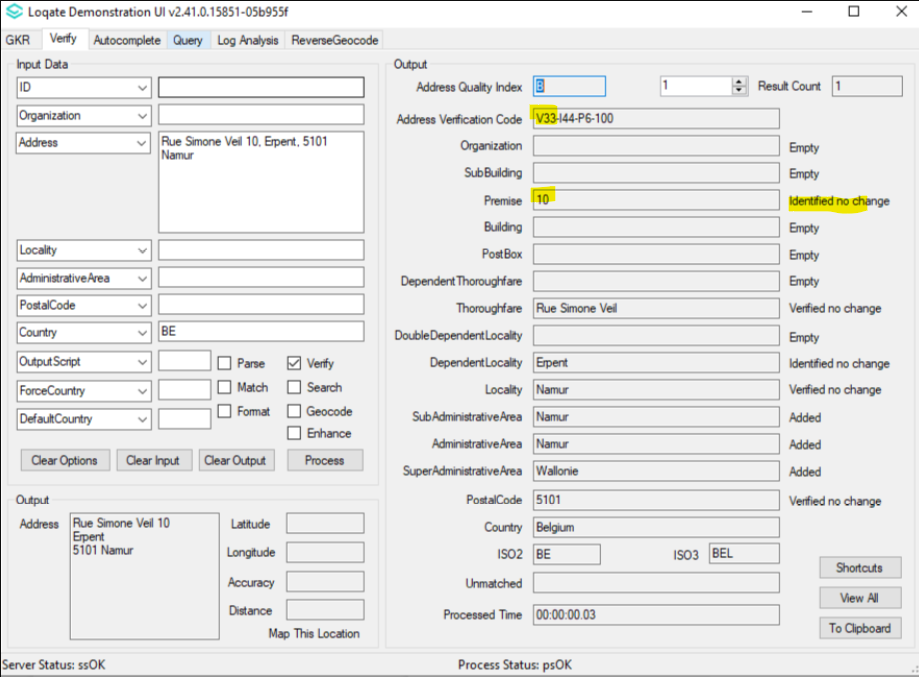 Loqate Demonstration UI v2.41.0.15851-05b955f
GKR Verify Autocomplete Query Log Analysis ReverseGeocode
Input Data
ID
Organization
Address Rue Simone Veil 10, Erpent, 5101
Namur
Locality
AdministrativeArea
PostalCode
Country BE
OutputScript Parse Verify
ForceCountry Match Search
DefaultCountry Format Geocode
Enhance
Clear Options Clear Input Clear Output Process
Output
Address Rue Simone Veil 10
Erpent
5101 Namur
Latitude
Longitude
Accuracy
Distance
Map This Location
Output
Address Quality Index B 1 Result Count 1
Address Verification Code V33-I44-P6-100
Organization Empty
SubBuilding Empty
Premise 10 Identified no change
Building Empty
PostBox Empty
DependentThoroughfare Empty
Thoroughfare Rue Simone Veil Verified no change
DoubleDependentLocality Empty
DependentLocality Erpent Identified no change
Locality Namur Verified no change
SubAdministrativeArea Namur Added
AdministrativeArea Namur Added
SuperAdministrativeArea Wallonie Added
PostalCode 5101 Verified no change
Country Belgium
ISO2 BE ISO3 BEL
Unmatched
Processed Time 00:00:00.03
Shortcuts
View All
To Clipboard
Server Status: ssOK Process Status: psOK